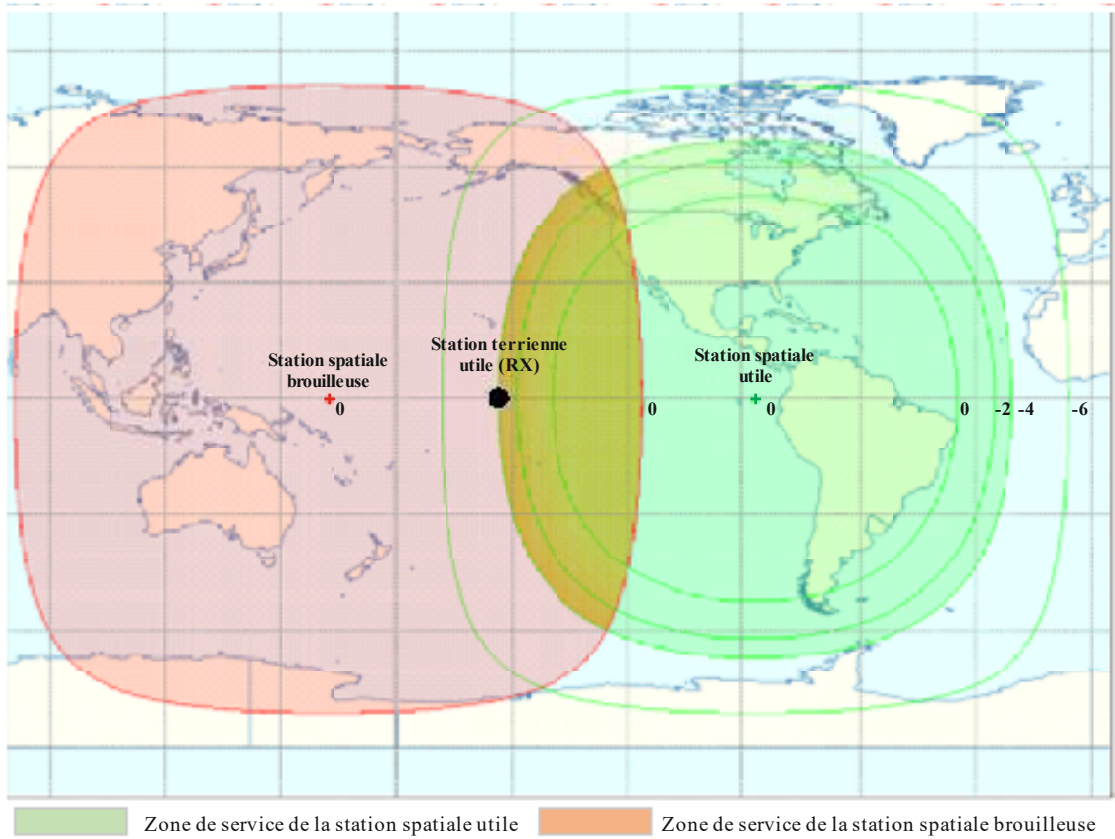 Station terrienne
utile (RX)
Station spatiale
brouilleuse
Station spatiale
utile
0
0
0
0
-2
-4
-6
Zone de service de la station spatiale utile
Zone de service de la station spatiale brouilleuse